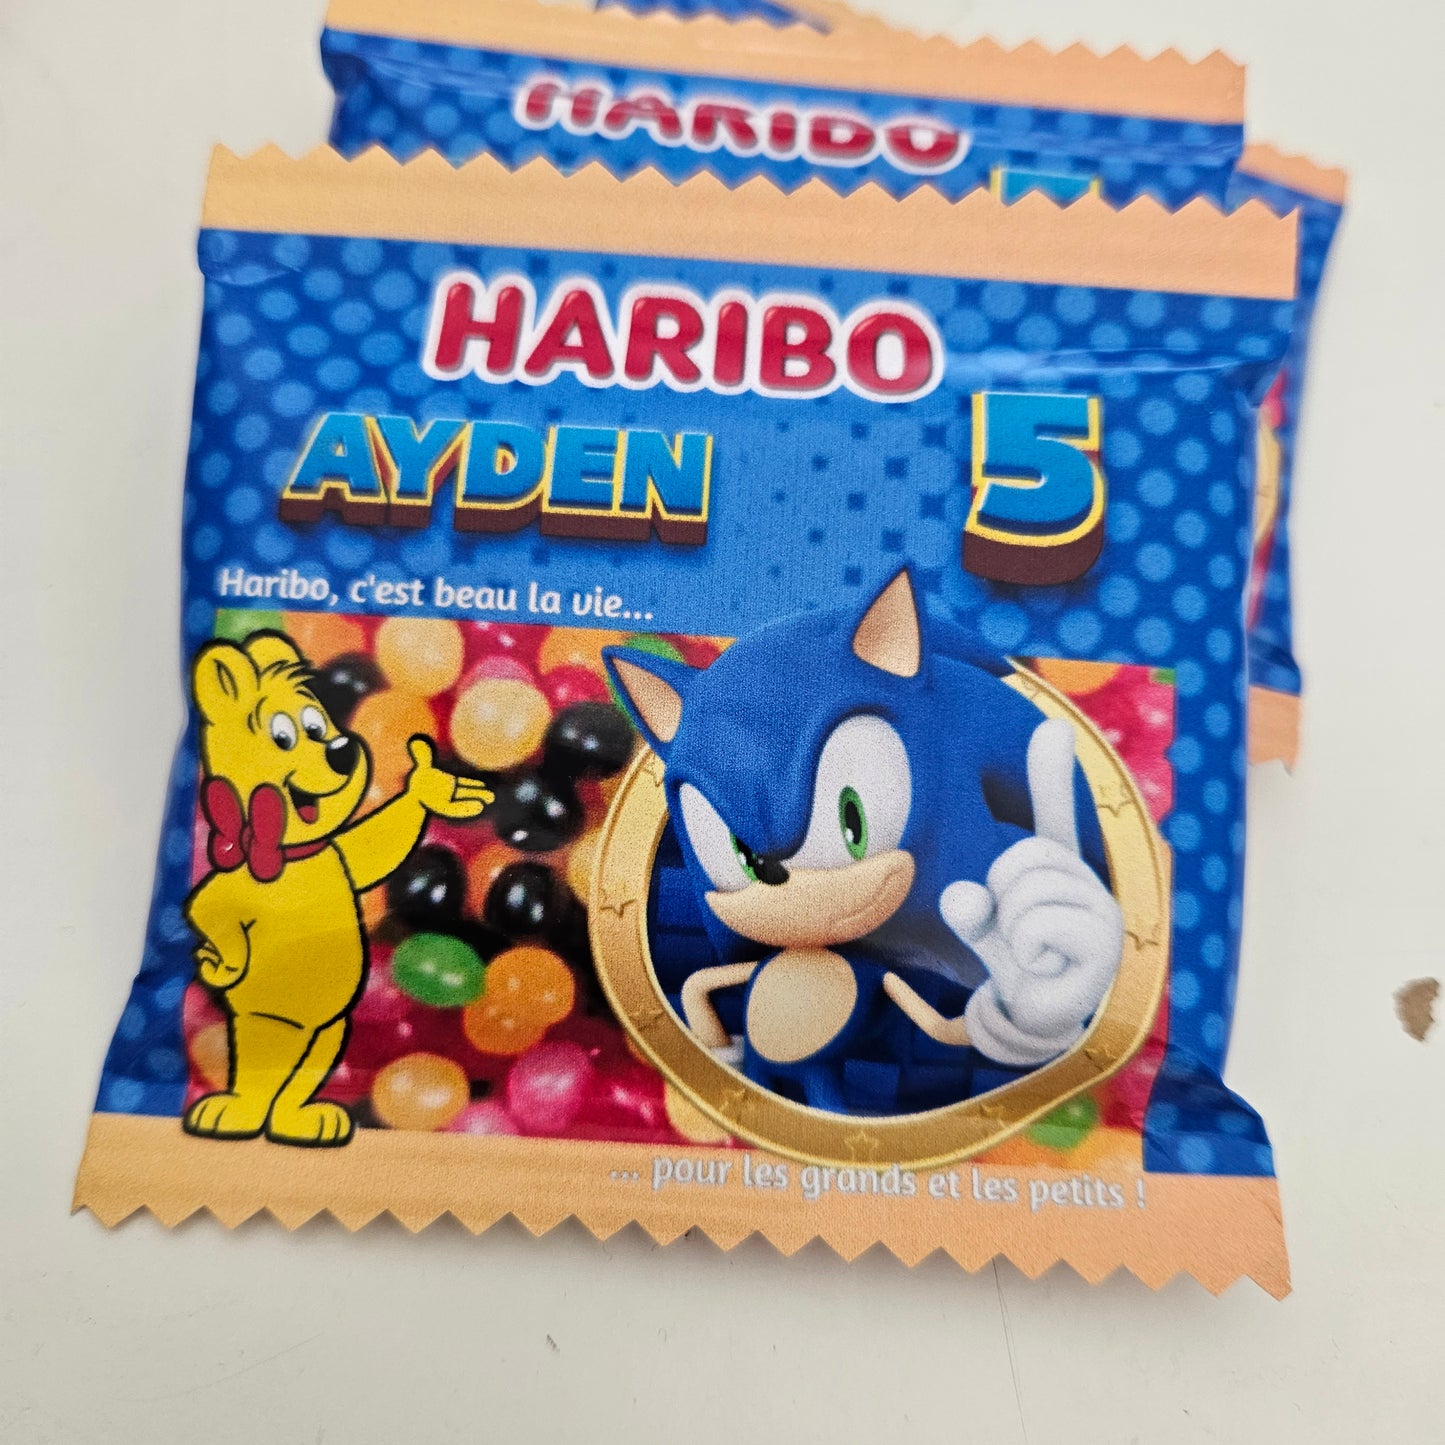 HARIBO
HARIBO
AYDEN 5
Haribo, c'est beau la vie...
... pour les grands et les petits !